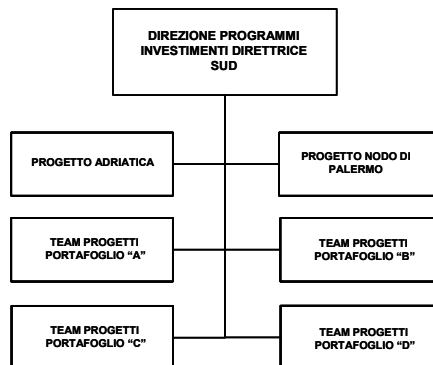 DIREZIONE PROGRAMMI
INVESTIMENTI DIRETTRICE
SUD
PROGETTO ADRIATICA
PROGETTO NODO DI
PALERMO
TEAM PROGETTI
PORTAFOGLIO “A”
TEAM PROGETTI
PORTAFOGLIO “B”
TEAM PROGETTI
PORTAFOGLIO “C”
TEAM PROGETTI
PORTAFOGLIO “D”